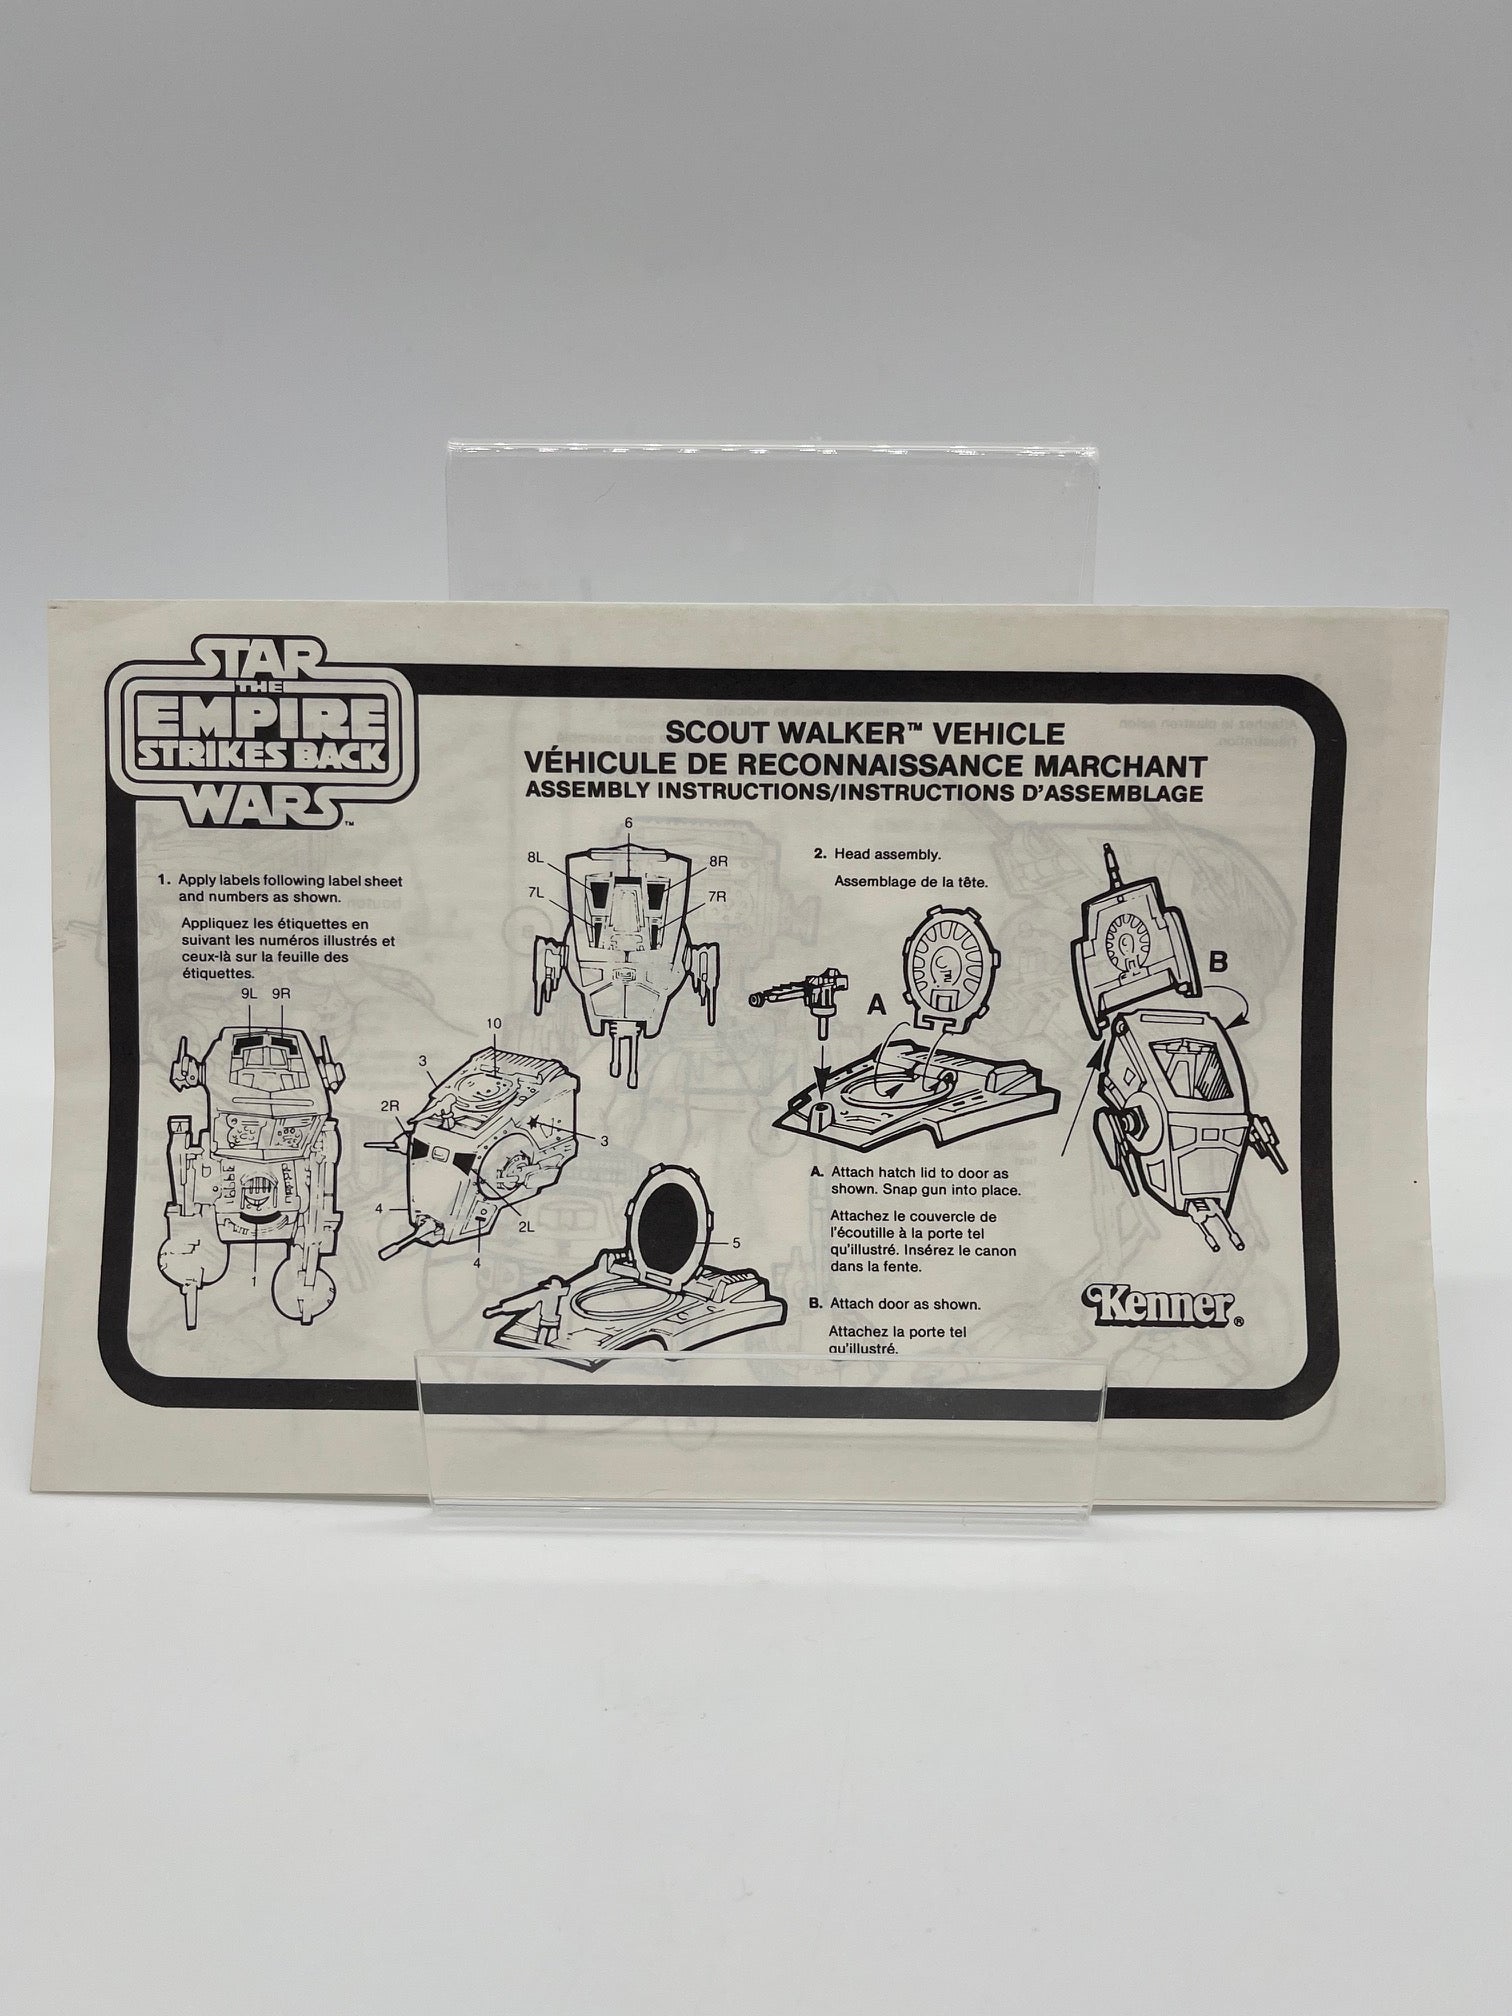 STAR
THE
EMPIRE
STRIKES BACK
WARS™
SCOUT WALKER™ VEHICLE
VÉHICULE DE RECONNAISSANCE MARCHANT
ASSEMBLY INSTRUCTIONS/INSTRUCTIONS D'ASSEMBLAGE
1. Apply labels following label sheet
and numbers as shown.
Appliquez les étiquettes en
suivant les numéros illustrés et
ceux-là sur la feuille des
étiquettes.
9L 9R
1
6
8L 8R
7L 7R
10
3
2R
3
4
2L
4
5
2. Head assembly.
Assemblage de la tête.
A
B
A. Attach hatch lid to door as
shown. Snap gun into place.
Attachez le couvercle de
l'écoutille à la porte tel
qu'illustré. Insérez le canon
dans la fente.
B. Attach door as shown.
Attachez la porte tel
qu'illustré.
Kenner®